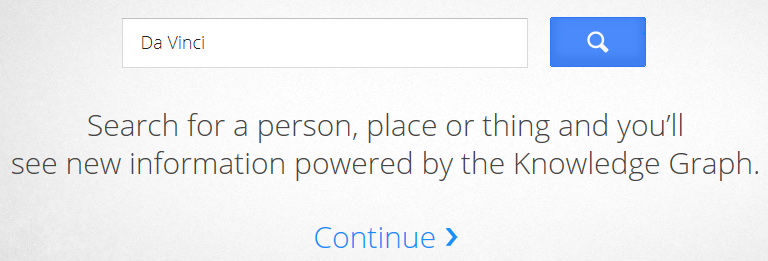 Da Vinci
Search for a person, place or thing and you’ll
see new information powered by the Knowledge Graph.
Continue